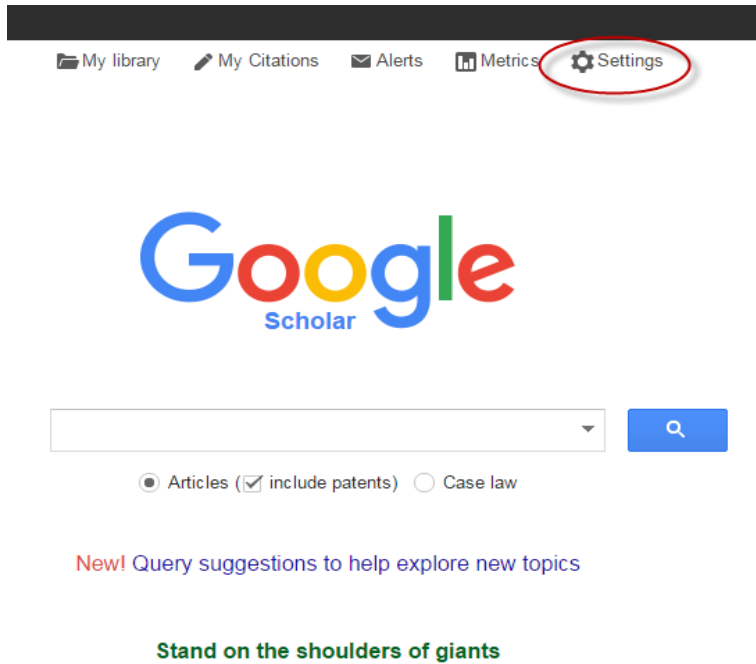 My library My Citations Alerts Metrics Settings
Google
Scholar
Articles ( include patents) Case law
New! Query suggestions to help explore new topics
Stand on the shoulders of giants